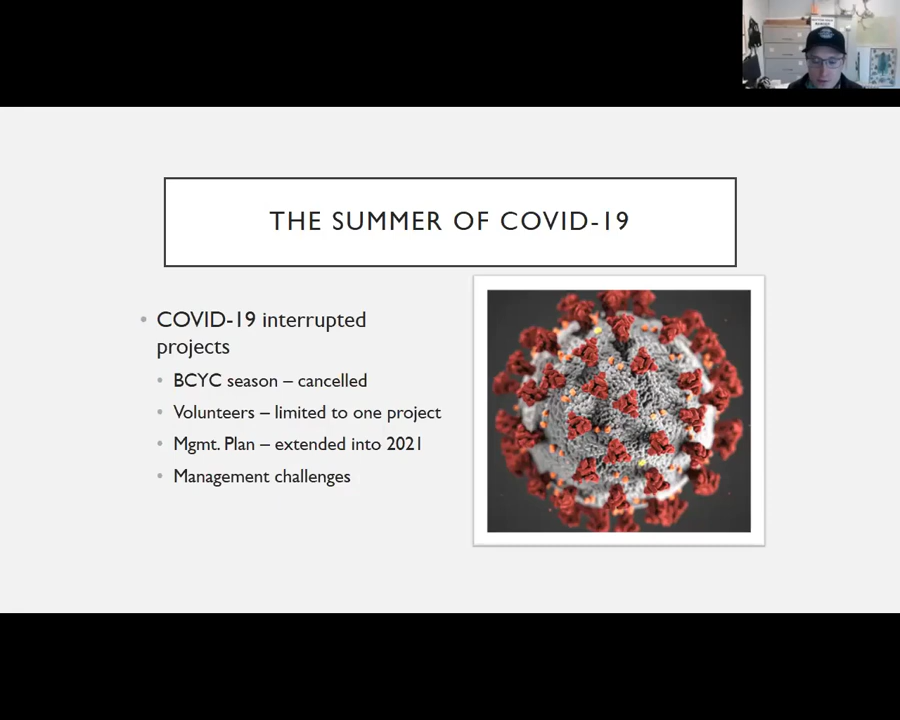 THE SUMMER OF COVID-19
• COVID-19 interrupted
projects
• BCYC season – cancelled
• Volunteers – limited to one project
• Mgmt. Plan – extended into 2021
• Management challenges